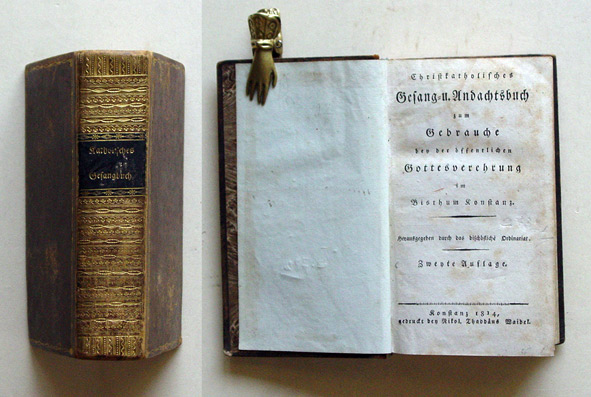 Katholisches
Gesangbuch.
Christkatholisches
Gesang- u. Andachtsbuch
zum
Gebrauche
bey der öffentlichen
Gottesverehrung
im
Bisthum Konstanz.
Herausgegeben durch das bischöfliche Ordinariat.
Zweyte Auflage.
Konstanz 1814,
gedruckt bey Nikol. Thaddäus Waibel.